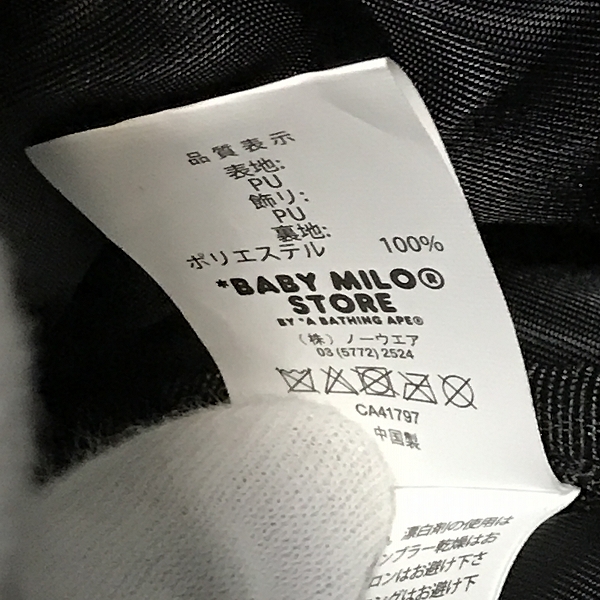 品質表示
表地:
PU
飾り:
PU
裏地:
ポリエステル 100%
*BABY MILO®
STORE
BY *A BATHING APE®
(株) ノーウエア
03 (5772) 2524
CA41797
中国製
漂白剤の使用は
ンブラー乾燥はお
ロンはお避け下さ
ングはお避け下